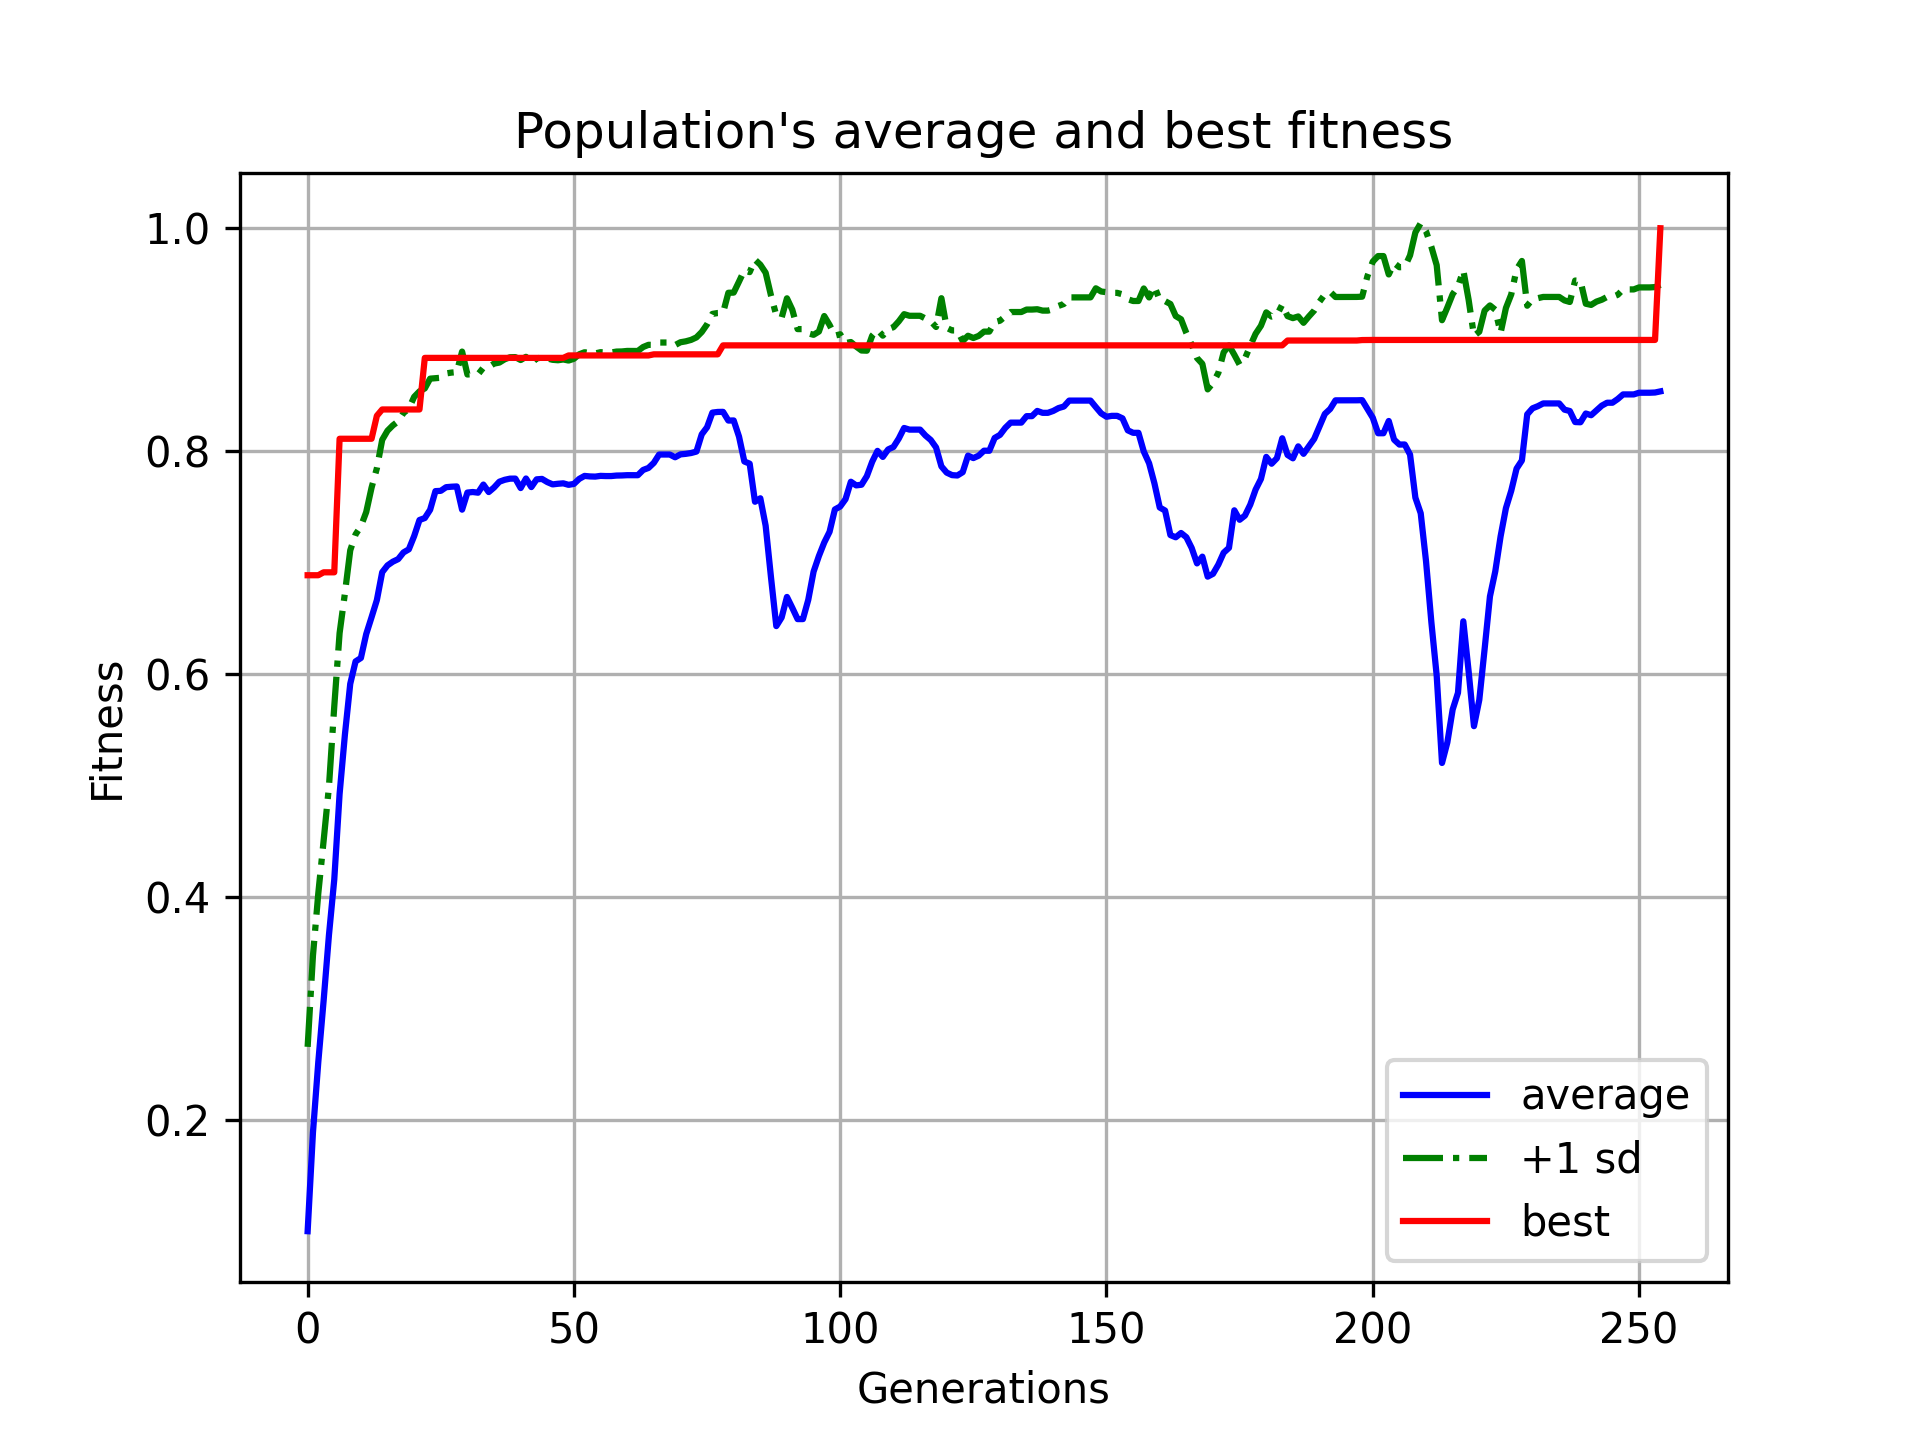 Population's average and best fitness
1.0
0.8
0.6
0.4
0.2
Fitness
0 50 100 150 200 250
Generations
average
+1 sd
best